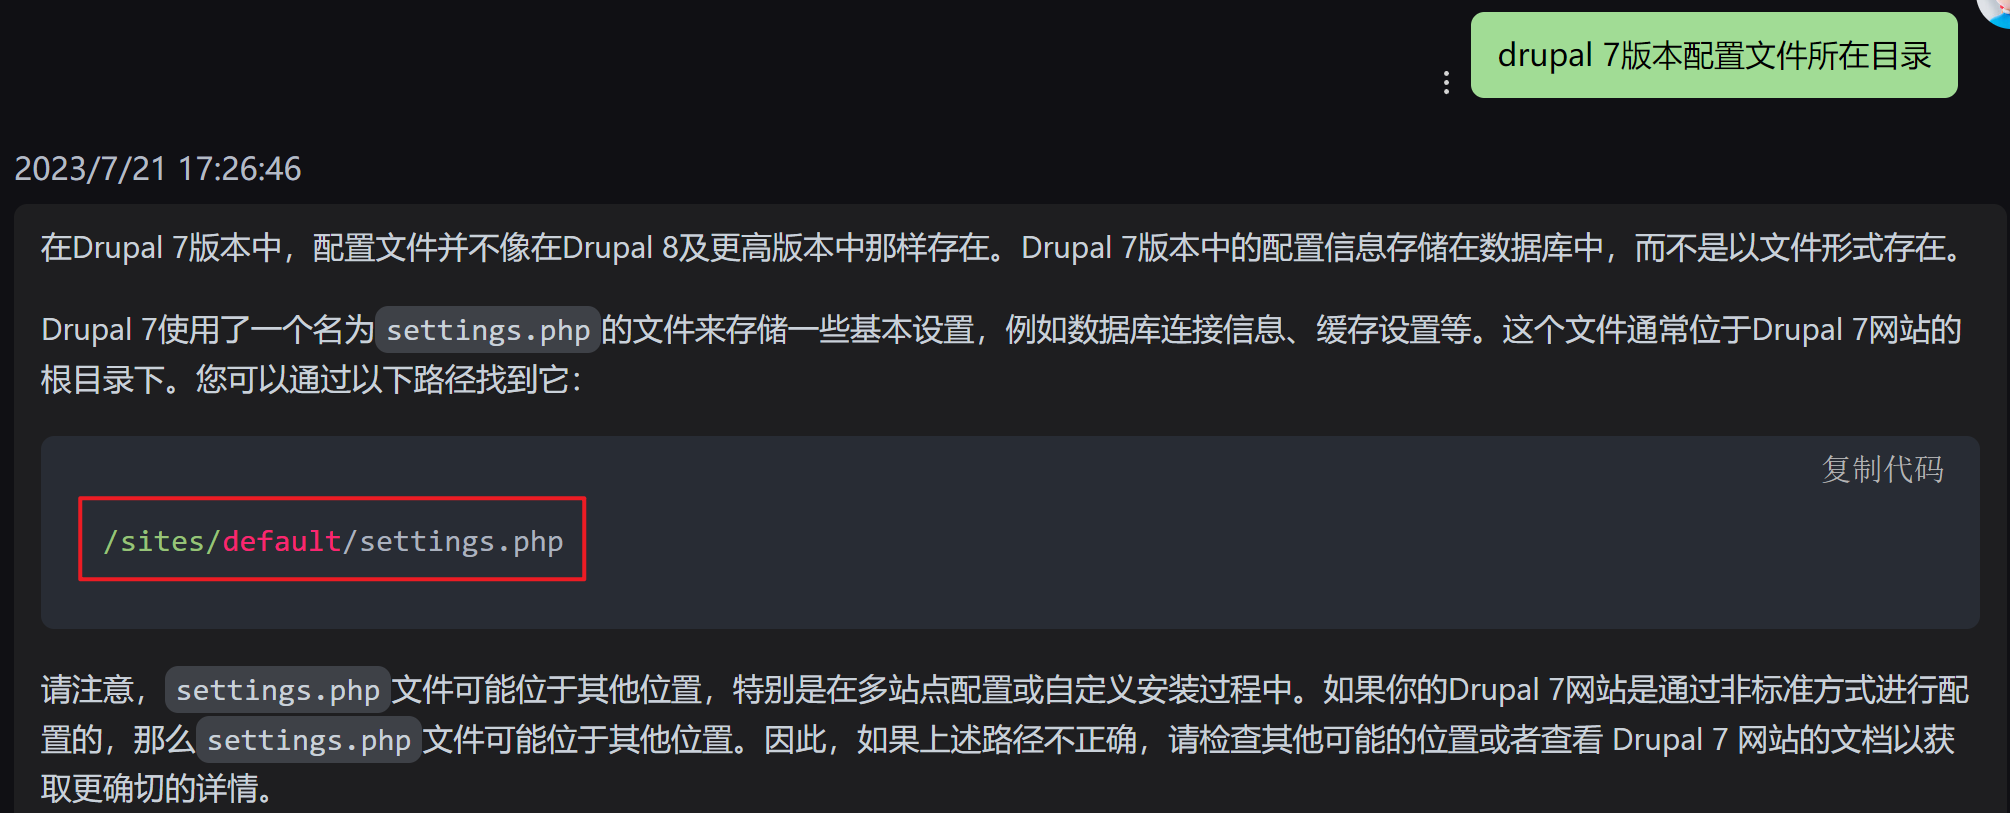 drupal 7版本配置文件所在目录
2023/7/21 17:26:46
在Drupal 7版本中，配置文件并不像在Drupal 8及更高版本中那样存在。Drupal 7版本中的配置信息存储在数据库中，而不是以文件形式存在。
Drupal 7使用了一个名为settings.php的文件来存储一些基本设置，例如数据库连接信息、缓存设置等。这个文件通常位于Drupal 7网站的
根目录下。您可以通过以下路径找到它：
复制代码
/sites/default/settings.php
请注意，settings.php文件可能位于其他位置，特别是在多站点配置或自定义安装过程中。如果你的Drupal 7网站是通过非标准方式进行配
置的，那么settings.php文件可能位于其他位置。因此，如果上述路径不正确，请检查其他可能的位置或者查看 Drupal 7 网站的文档以获
取更确切的详情。